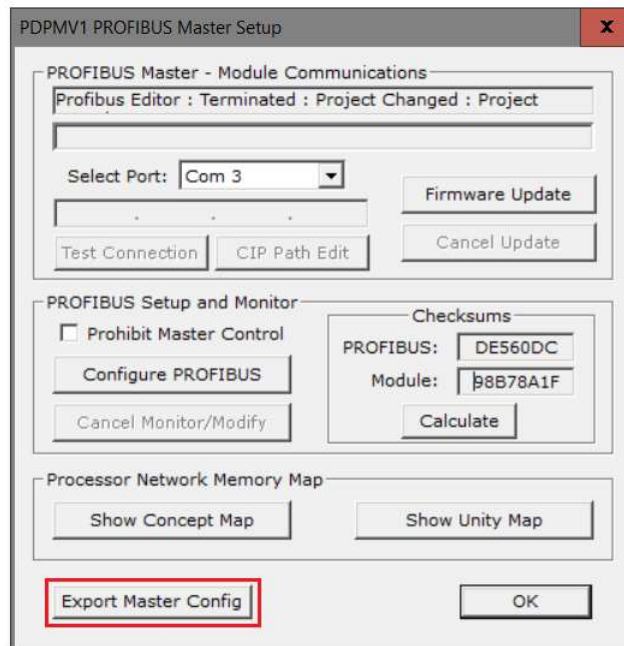 PDPMV1 PROFIBUS Master Setup
x
PROFIBUS Master - Module Communications
Profibus Editor : Terminated : Project Changed : Project
Select Port: Com 3
Firmware Update
. . .
Test Connection CIP Path Edit Cancel Update
PROFIBUS Setup and Monitor
Prohibit Master Control
Configure PROFIBUS
Cancel Monitor/Modify
Checksums
PROFIBUS: DE560DC
Module: 98B78A1F
Calculate
Processor Network Memory Map
Show Concept Map Show Unity Map
Export Master Config OK